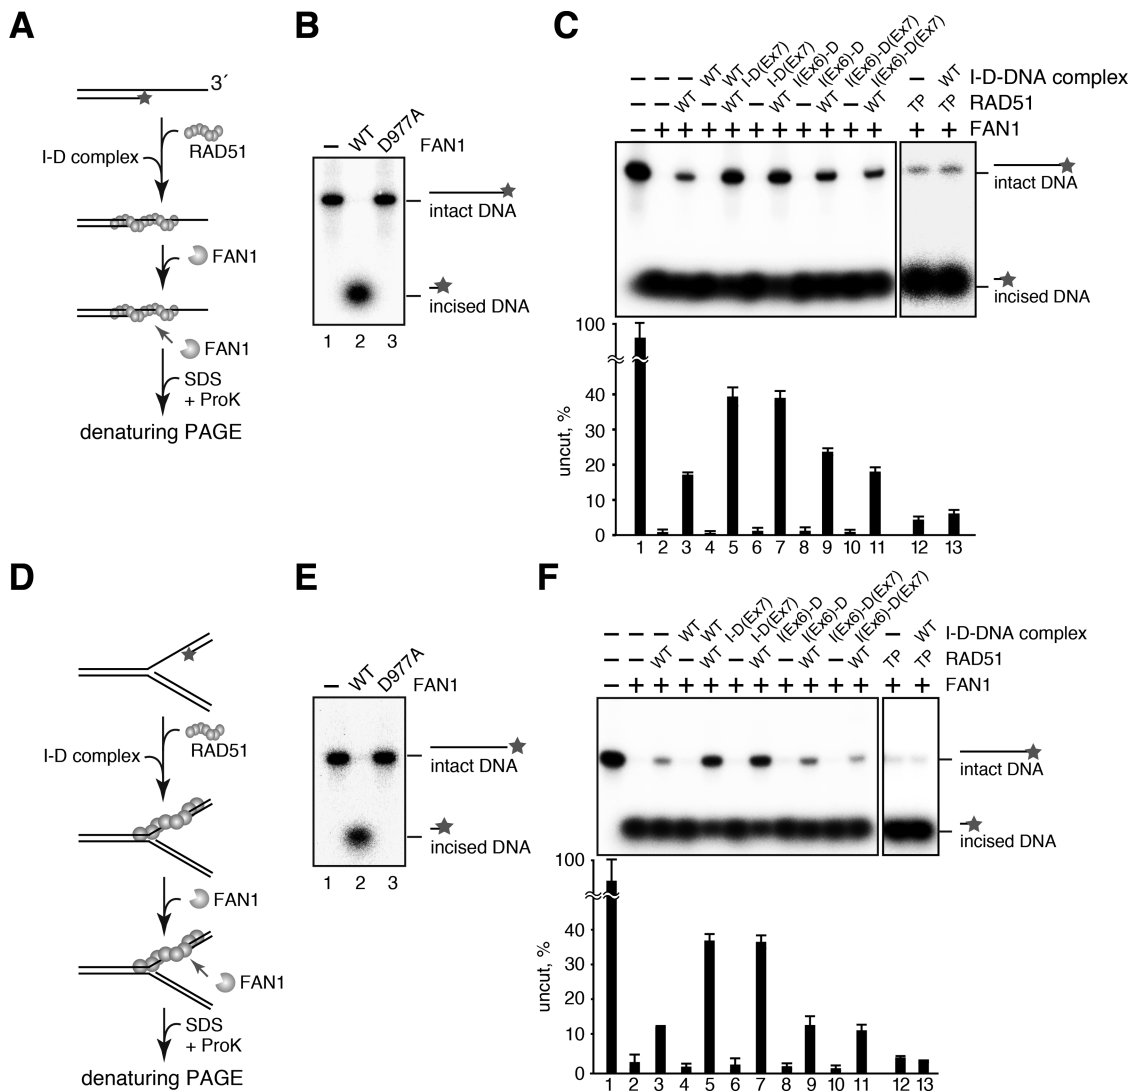 A
3´
I-D complex
RAD51
FAN1
FAN1
SDS
+ ProK
denaturing PAGE
B
– WT D977A FAN1
intact DNA
incised DNA
1 2 3
C
– – – WT WT I-D(Ex7) I-D(Ex7) I(Ex6)-D I(Ex6)-D I(Ex6)-D(Ex7) I(Ex6)-D(Ex7) – WT I-D-DNA complex
– – WT – WT – WT – WT – WT TP TP RAD51
– + + + + + + + + + + + + FAN1
intact DNA
incised DNA
100
40
30
20
10
0
uncut, %
1 2 3 4 5 6 7 8 9 10 11 12 13
D
I-D complex
RAD51
FAN1
FAN1
SDS
+ ProK
denaturing PAGE
E
– WT D977A FAN1
intact DNA
incised DNA
1 2 3
F
– – – WT WT I-D(Ex7) I-D(Ex7) I(Ex6)-D I(Ex6)-D I(Ex6)-D(Ex7) I(Ex6)-D(Ex7) – WT I-D-DNA complex
– – WT – WT – WT – WT – WT TP TP RAD51
– + + + + + + + + + + + + FAN1
intact DNA
incised DNA
100
40
30
20
10
0
uncut, %
1 2 3 4 5 6 7 8 9 10 11 12 13